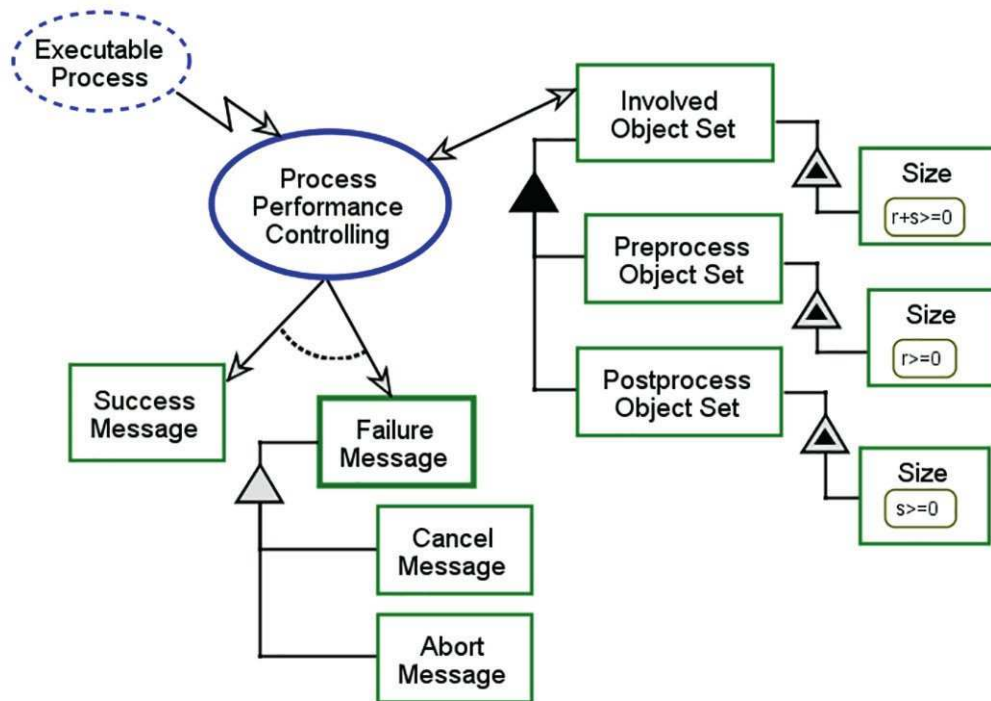 Executable
Process
Process
Performance
Controlling
Involved
Object Set
Size
r+s>=0
Preprocess
Object Set
Size
r>=0
Postprocess
Object Set
Size
s>=0
Success
Message
Failure
Message
Cancel
Message
Abort
Message